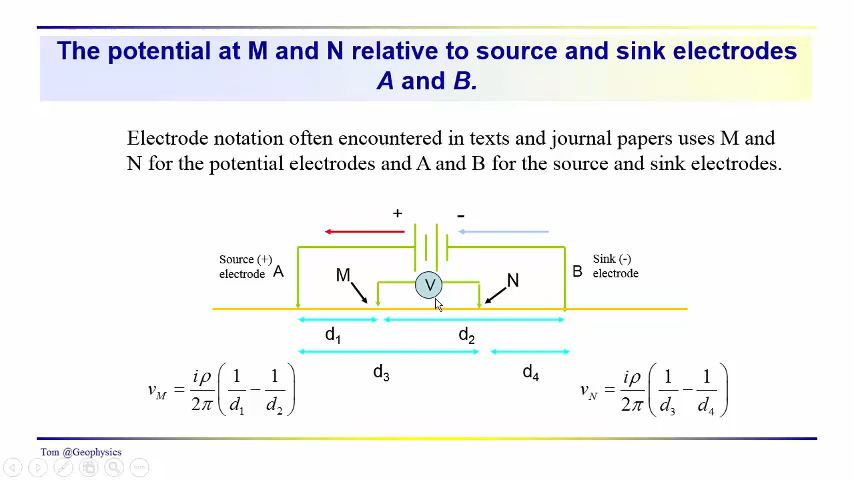 The potential at M and N relative to source and sink electrodes
A and B.
Electrode notation often encountered in texts and journal papers uses M and
N for the potential electrodes and A and B for the source and sink electrodes.
+ -
Source (+)
electrode A
M
V
N
B
Sink (-)
electrode
d₁ d₂
d₃ d₄
v_M = iρ/2π (1/d₁ − 1/d₂)
v_N = iρ/2π (1/d₃ − 1/d₄)
Tom @Geophysics